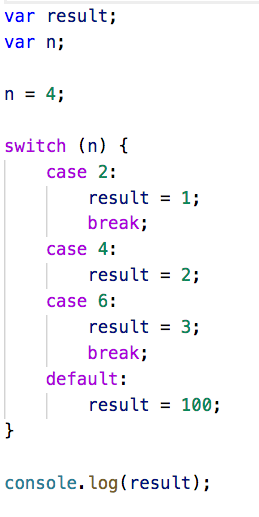 var result;
var n;

n = 4;

switch (n) {
    case 2:
        result = 1;
        break;
    case 4:
        result = 2;
    case 6:
        result = 3;
        break;
    default:
        result = 100;
}

console.log(result);